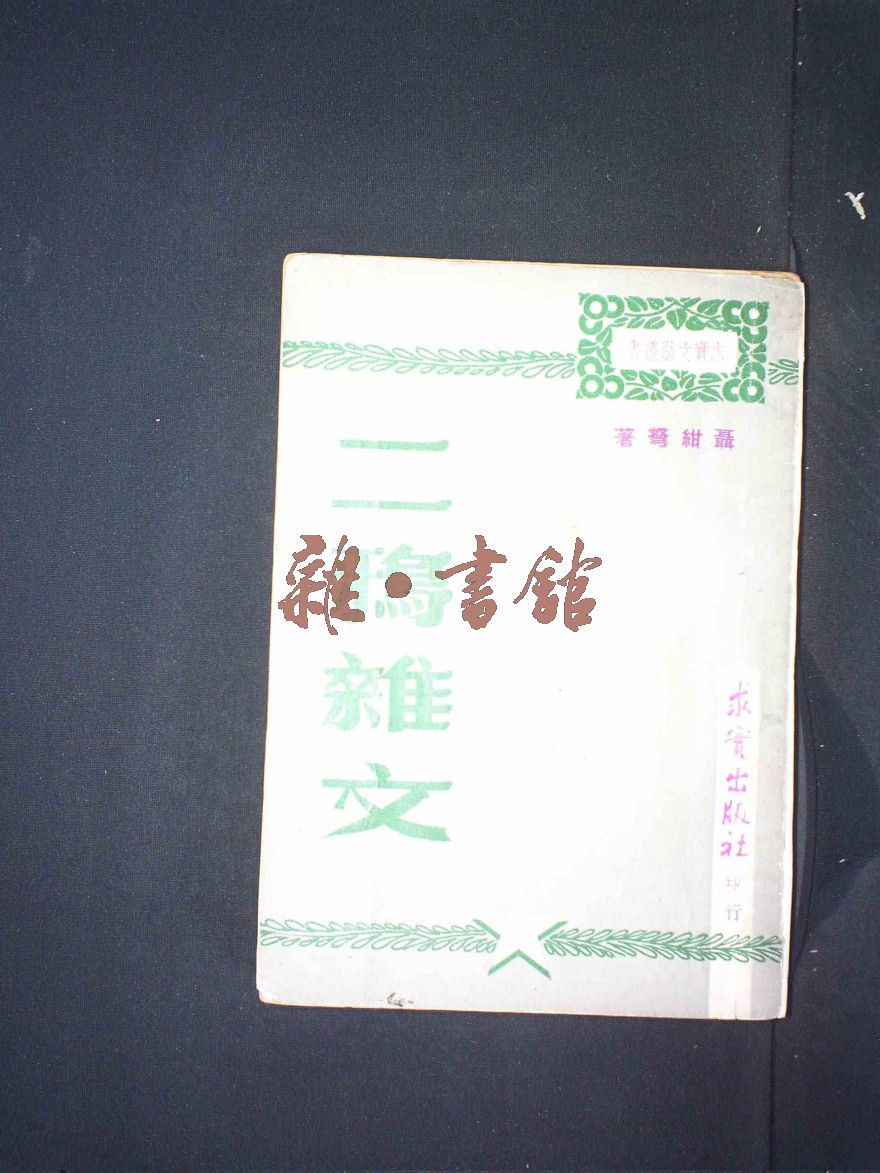 求實文藝叢書
聶紺弩著
二鴉雜文
雜•書館
求實出版社
印行